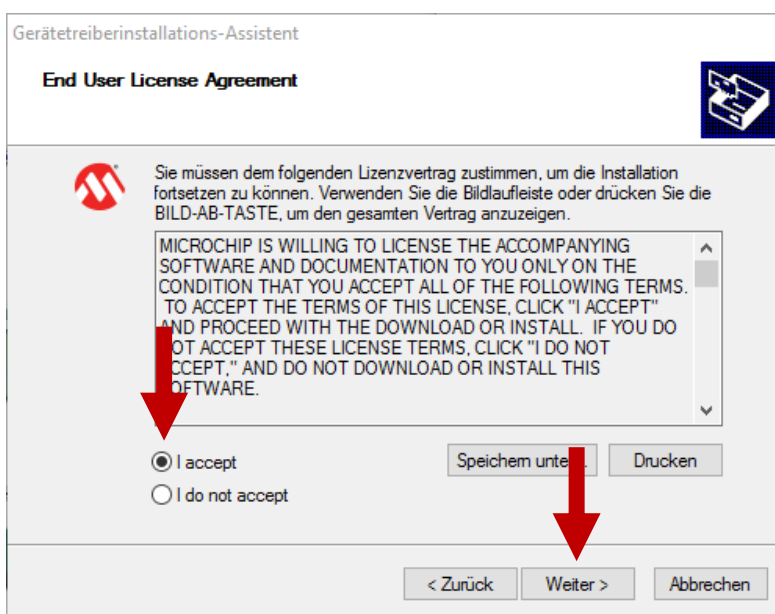 Gerätetreiberinstallations-Assistent
End User License Agreement
Sie müssen dem folgenden Lizenzvertrag zustimmen, um die Installation
fortsetzen zu können. Verwenden Sie die Bildlaufleiste oder drücken Sie die
BILD-AB-TASTE, um den gesamten Vertrag anzuzeigen.
MICROCHIP IS WILLING TO LICENSE THE ACCOMPANYING
SOFTWARE AND DOCUMENTATION TO YOU ONLY ON THE
CONDITION THAT YOU ACCEPT ALL OF THE FOLLOWING TERMS.
TO ACCEPT THE TERMS OF THIS LICENSE, CLICK "I ACCEPT"
AND PROCEED WITH THE DOWNLOAD OR INSTALL. IF YOU DO
NOT ACCEPT THESE LICENSE TERMS, CLICK "I DO NOT
ACCEPT," AND DO NOT DOWNLOAD OR INSTALL THIS
SOFTWARE.
I accept
Speichern unter...
Drucken
I do not accept
< Zurück
Weiter >
Abbrechen